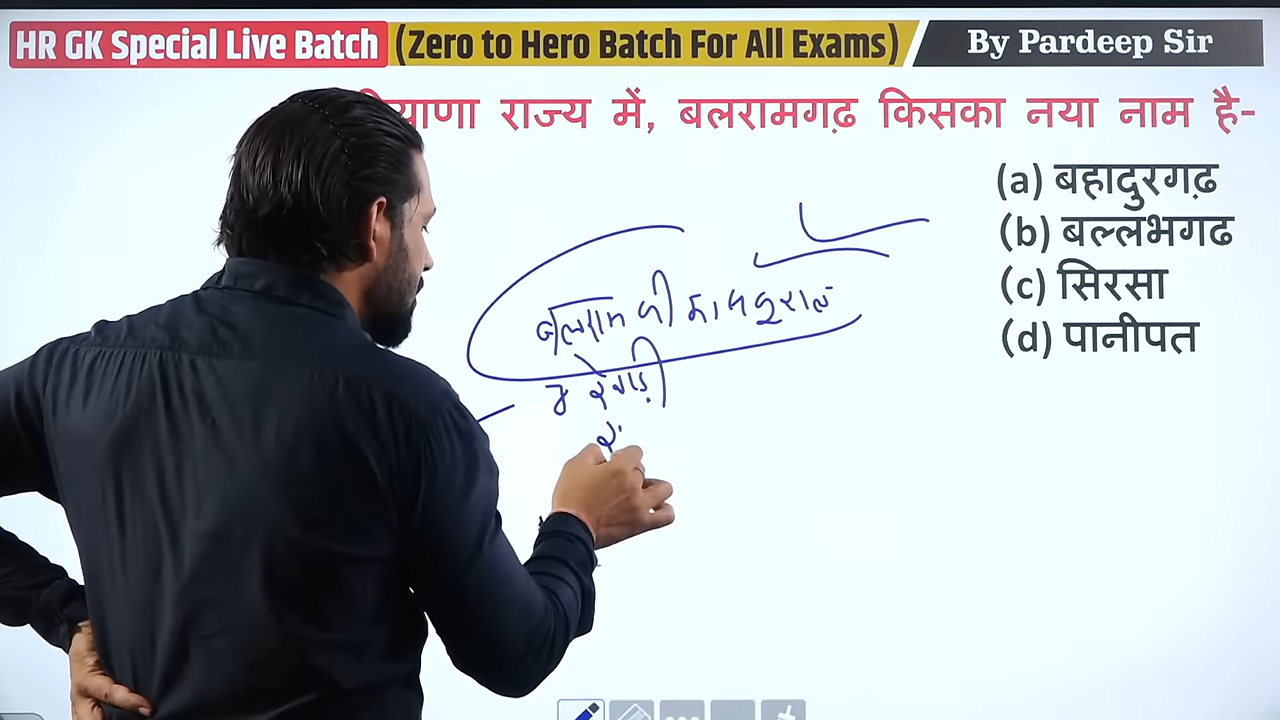 HR GK Special Live Batch (Zero to Hero Batch For All Exams) By Pardeep Sir
रियाणा राज्य में, बलरामगढ़ किसका नया नाम है-
(a) बहादुरगढ़
(b) बल्लभगढ
(c) सिरसा
(d) पानीपत
बलराम की
रेवाड़ी